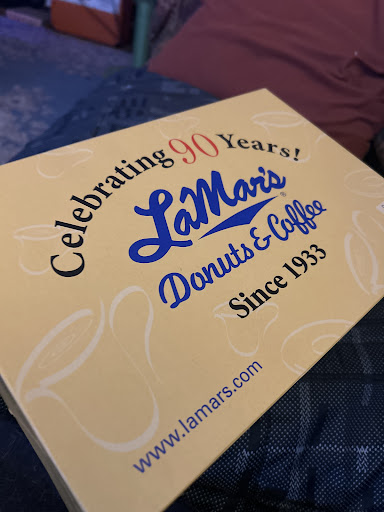 Celebrating 90 Years!
LaMar's®
Donuts & Coffee
Since 1933
www.lamars.com